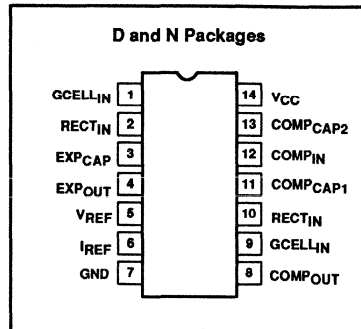 D and N Packages
GCELLIN 1 14 VCC
RECTIN 2 13 COMPCAP2
EXPCAP 3 12 COMPIN
EXPOUT 4 11 COMPCAP1
VREF 5 10 RECTIN
IREF 6 9 GCELLIN
GND 7 8 COMPOUT